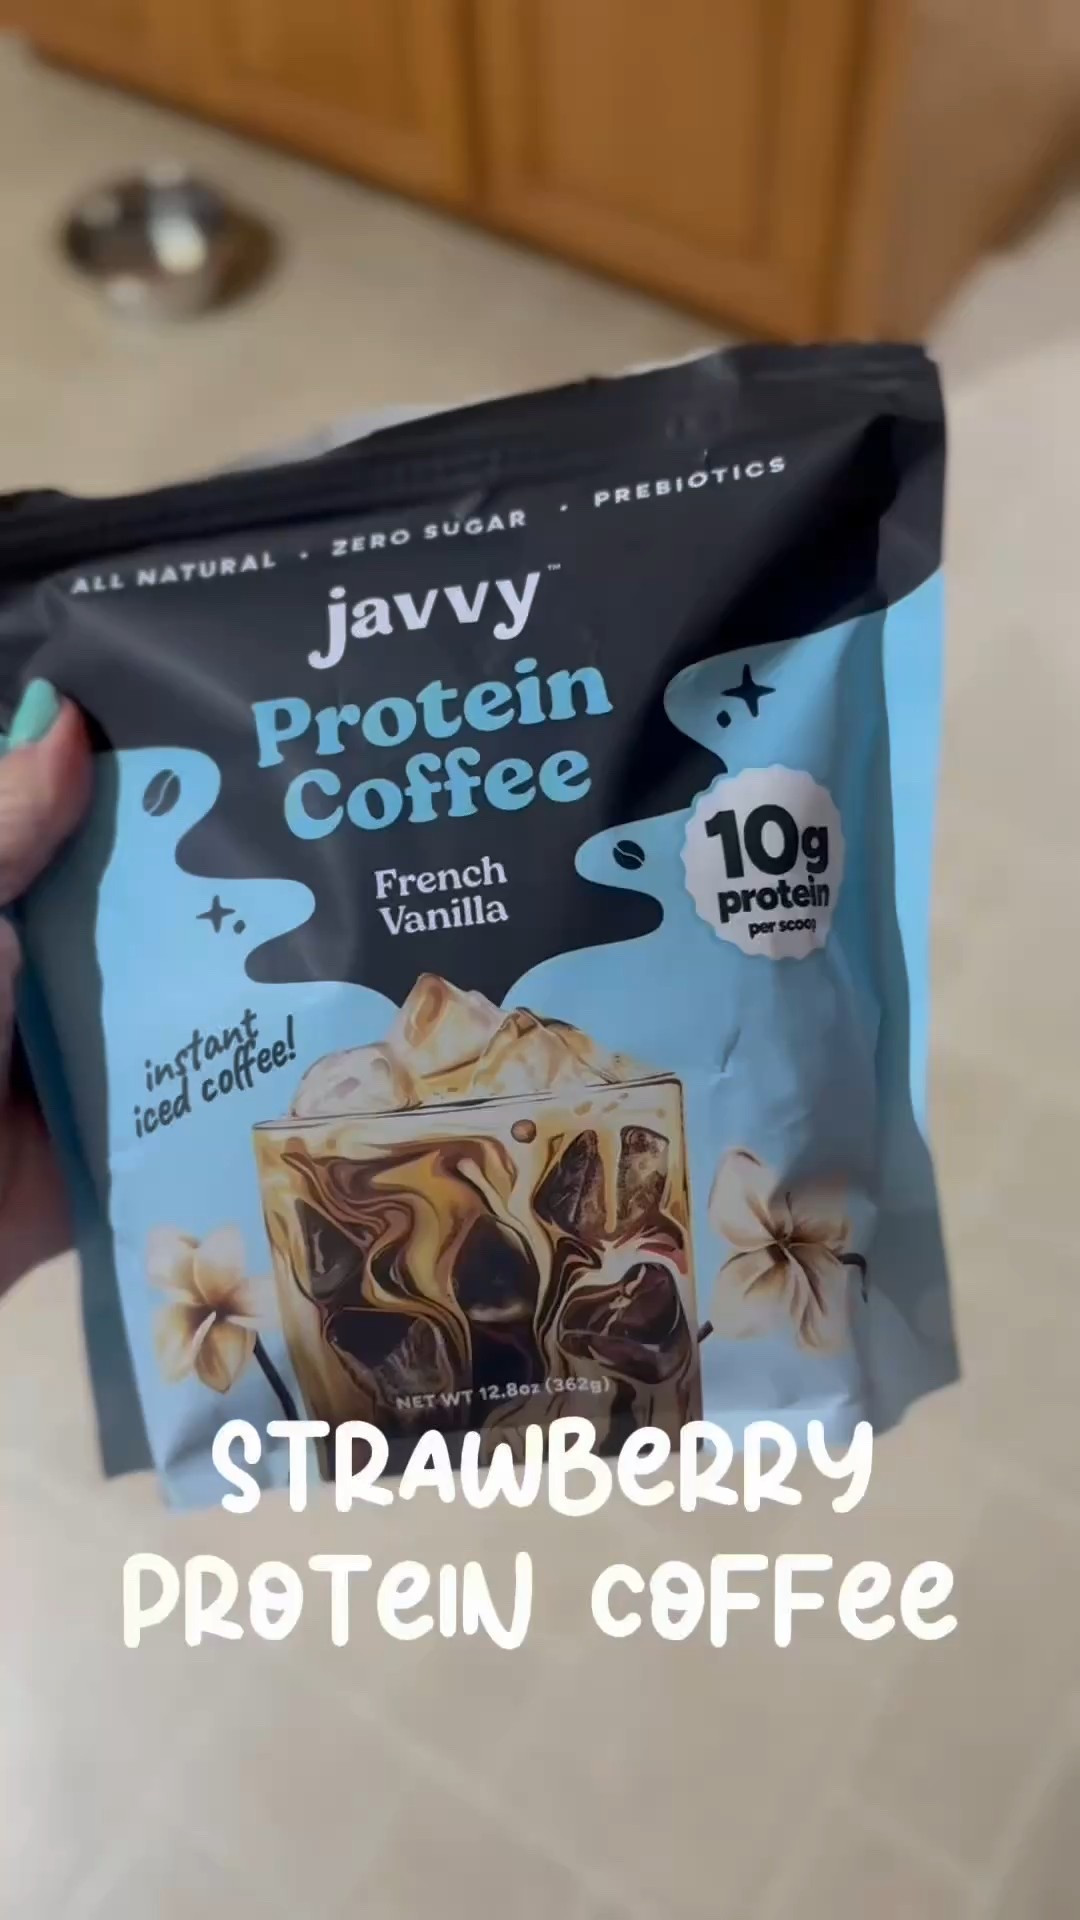 ALL NATURAL · ZERO SUGAR · PREBIOTICS
javvy™
Protein
Coffee
French
Vanilla
10g
protein
per scoop
instant
iced coffee!
NET WT 12.8oz (362g)
STRAWBERRY
PROTEIN COFFEE